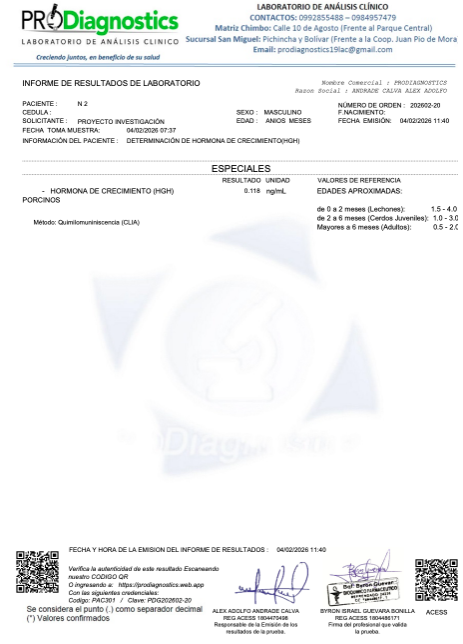 PRODiagnostics
LABORATORIO DE ANÁLISIS CLÍNICO
Creciendo juntos, en beneficio de su salud
LABORATORIO DE ANÁLISIS CLÍNICO
CONTACTOS: 0992855488 – 0984957479
Matriz Chimbo: Calle 10 de Agosto (Frente al Parque Central)
Sucursal San Miguel: Pichincha y Bolívar (Frente a la Coop. Juan Pío de Mora
Email: prodiagnostics19lac@gmail.com
INFORME DE RESULTADOS DE LABORATORIO
Nombre Comercial : PRODIAGNOSTICS
Razon Social : ANDRADE CALVA ALEX ADOLFO
PACIENTE : N 2
NÚMERO DE ORDEN : 202602-20
CEDULA : SEXO : MASCULINO F.NACIMIENTO:
SOLICITANTE : PROYECTO INVESTIGACIÓN EDAD : ANIOS MESES FECHA EMISIÓN: 04/02/2026 11:40
FECHA TOMA MUESTRA: 04/02/2026 07:37
INFORMACIÓN DEL PACIENTE : DETERMINACIÓN DE HORMONA DE CRECIMIENTO(HGH)
ESPECIALES
RESULTADO UNIDAD VALORES DE REFERENCIA
- HORMONA DE CRECIMIENTO (HGH) 0.118 ng/mL EDADES APROXIMADAS:
PORCINOS
de 0 a 2 meses (Lechones): 1.5 - 4.0
de 2 a 6 meses (Cerdos Juveniles): 1.0 - 3.0
Mayores a 6 meses (Adultos): 0.5 - 2.0
Método: Quimilomuniniscencia (CLIA)
ProDiagnostics
FECHA Y HORA DE LA EMISION DEL INFORME DE RESULTADOS : 04/02/2026 11:40
Verifica la autenticidad de este resultado Escaneando
nuestro CODIGO QR
O ingresando a: https://prodiagnostics.web.app
Con las siguientes credenciales:
Codigo: PAC301 / Clave: PDG202602-20
Se considera el punto (.) como separador decimal
(*) Valores confirmados
ALEX ADOLFO ANDRADE CALVA
REG ACESS 1804470498
Responsable de la Emisión de los
resultados de la prueba.
BYRON ISRAEL GUEVARA BONILLA
REG ACESS 1804486171
Firma del profesional que valida
la prueba.
ACESS